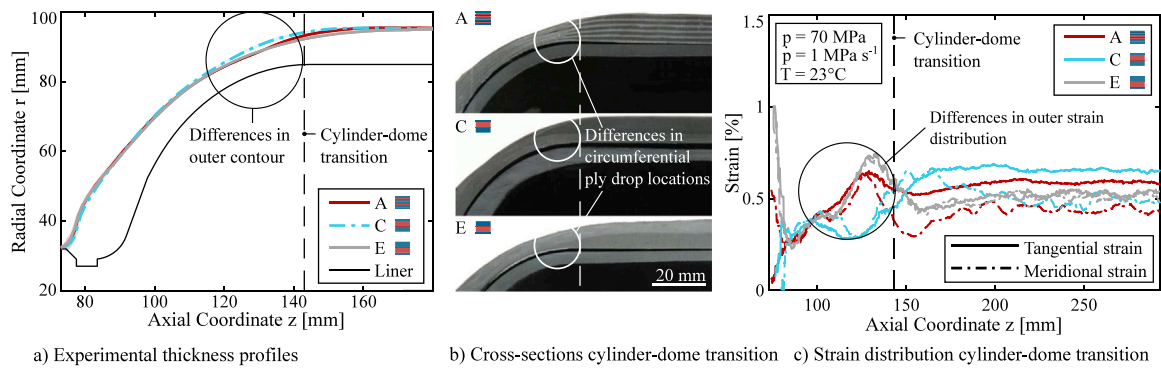 a)
Radial Coordinate r [mm]
100
80
60
40
20
80
100
120
140
160
Axial Coordinate z [mm]
Differences in
outer contour
Cylinder-dome
transition
A
C
E
Liner
a) Experimental thickness profiles
b)
A
C
E
Differences in
circumferential
ply drop locations
20 mm
b) Cross-sections cylinder-dome transition
c)
Strain [%]
1.5
1
0.5
0
100
150
200
250
Axial Coordinate z [mm]
p = 70 MPa
p = 1 MPa s⁻¹
T = 23°C
Cylinder-dome
transition
A
C
E
Differences in outer strain
distribution
Tangential strain
Meridional strain
c) Strain distribution cylinder-dome transition